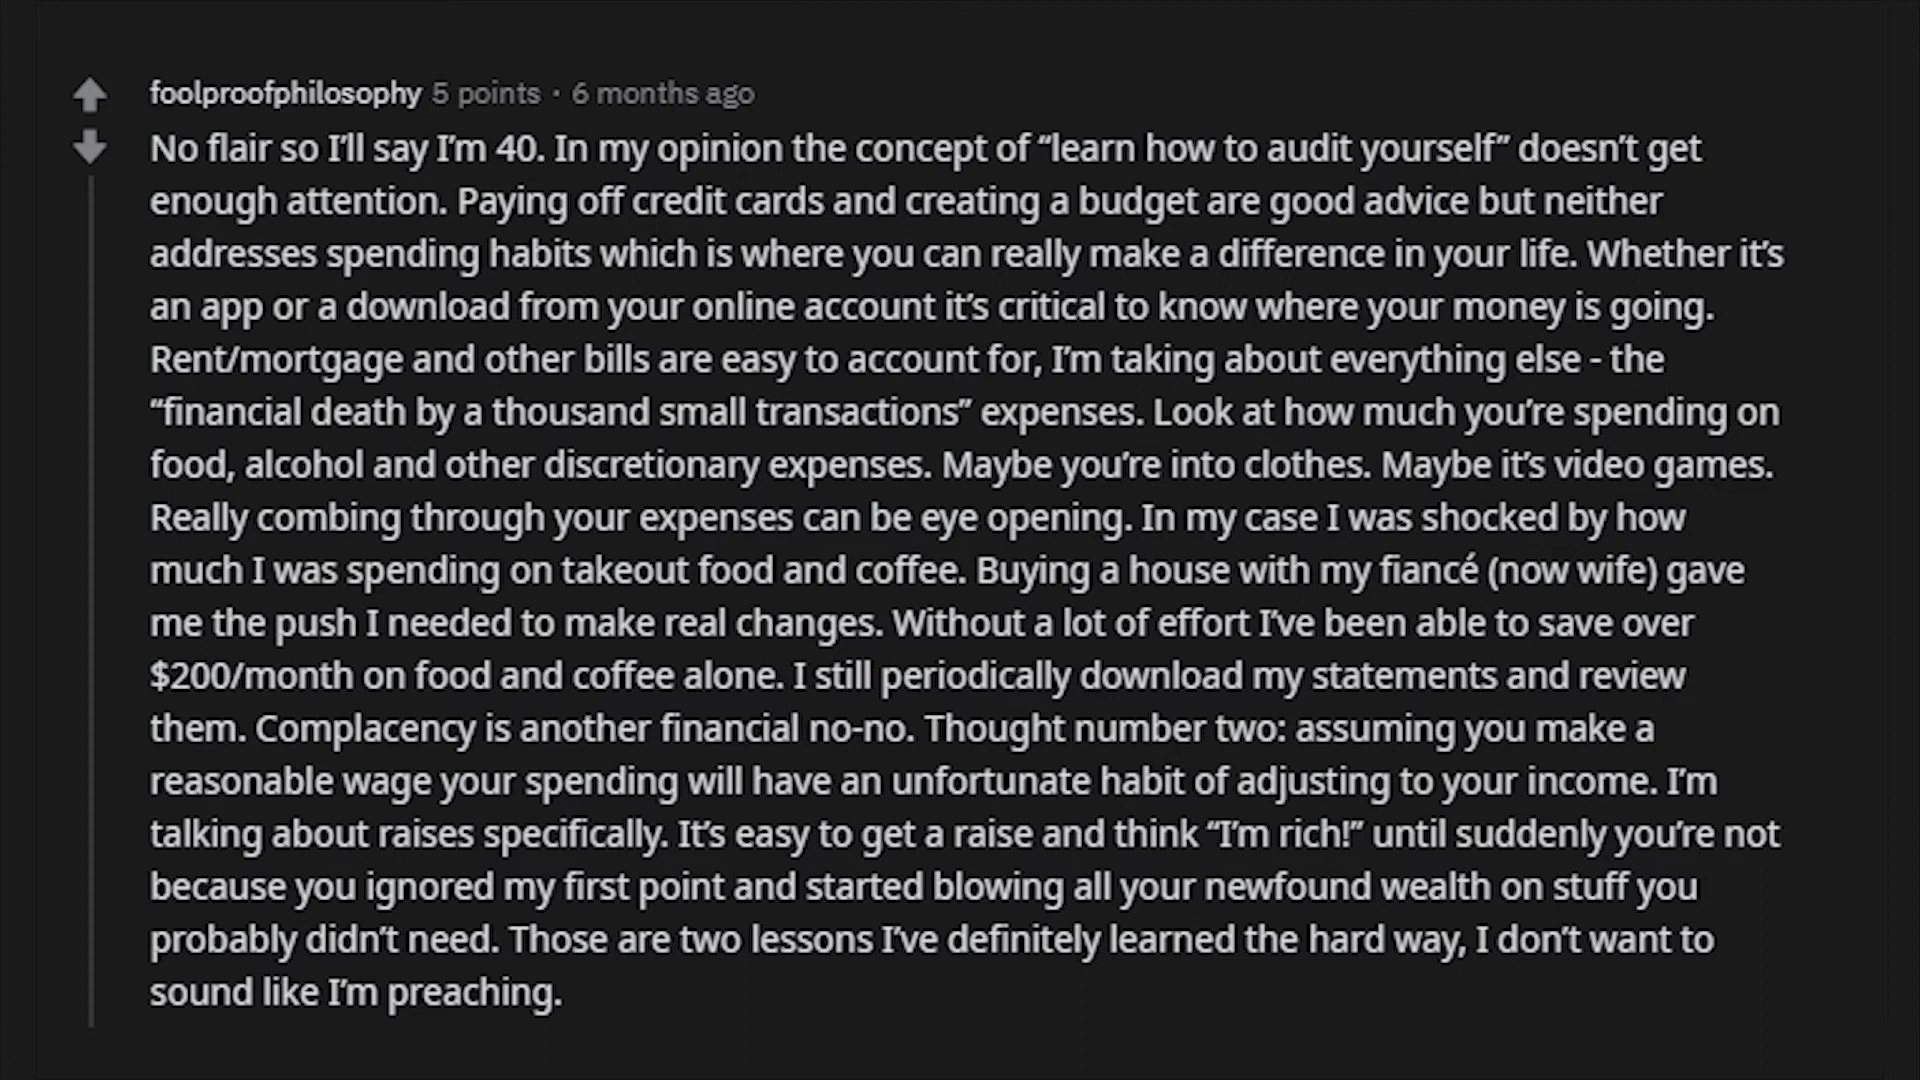 foolproofphilosophy 5 points · 6 months ago
No flair so I’ll say I’m 40. In my opinion the concept of “learn how to audit yourself” doesn’t get
enough attention. Paying off credit cards and creating a budget are good advice but neither
addresses spending habits which is where you can really make a difference in your life. Whether it’s
an app or a download from your online account it’s critical to know where your money is going.
Rent/mortgage and other bills are easy to account for, I’m taking about everything else - the
“financial death by a thousand small transactions” expenses. Look at how much you’re spending on
food, alcohol and other discretionary expenses. Maybe you’re into clothes. Maybe it’s video games.
Really combing through your expenses can be eye opening. In my case I was shocked by how
much I was spending on takeout food and coffee. Buying a house with my fiancé (now wife) gave
me the push I needed to make real changes. Without a lot of effort I’ve been able to save over
$200/month on food and coffee alone. I still periodically download my statements and review
them. Complacency is another financial no-no. Thought number two: assuming you make a
reasonable wage your spending will have an unfortunate habit of adjusting to your income. I’m
talking about raises specifically. It’s easy to get a raise and think “I’m rich!” until suddenly you’re not
because you ignored my first point and started blowing all your newfound wealth on stuff you
probably didn’t need. Those are two lessons I’ve definitely learned the hard way, I don’t want to
sound like I’m preaching.